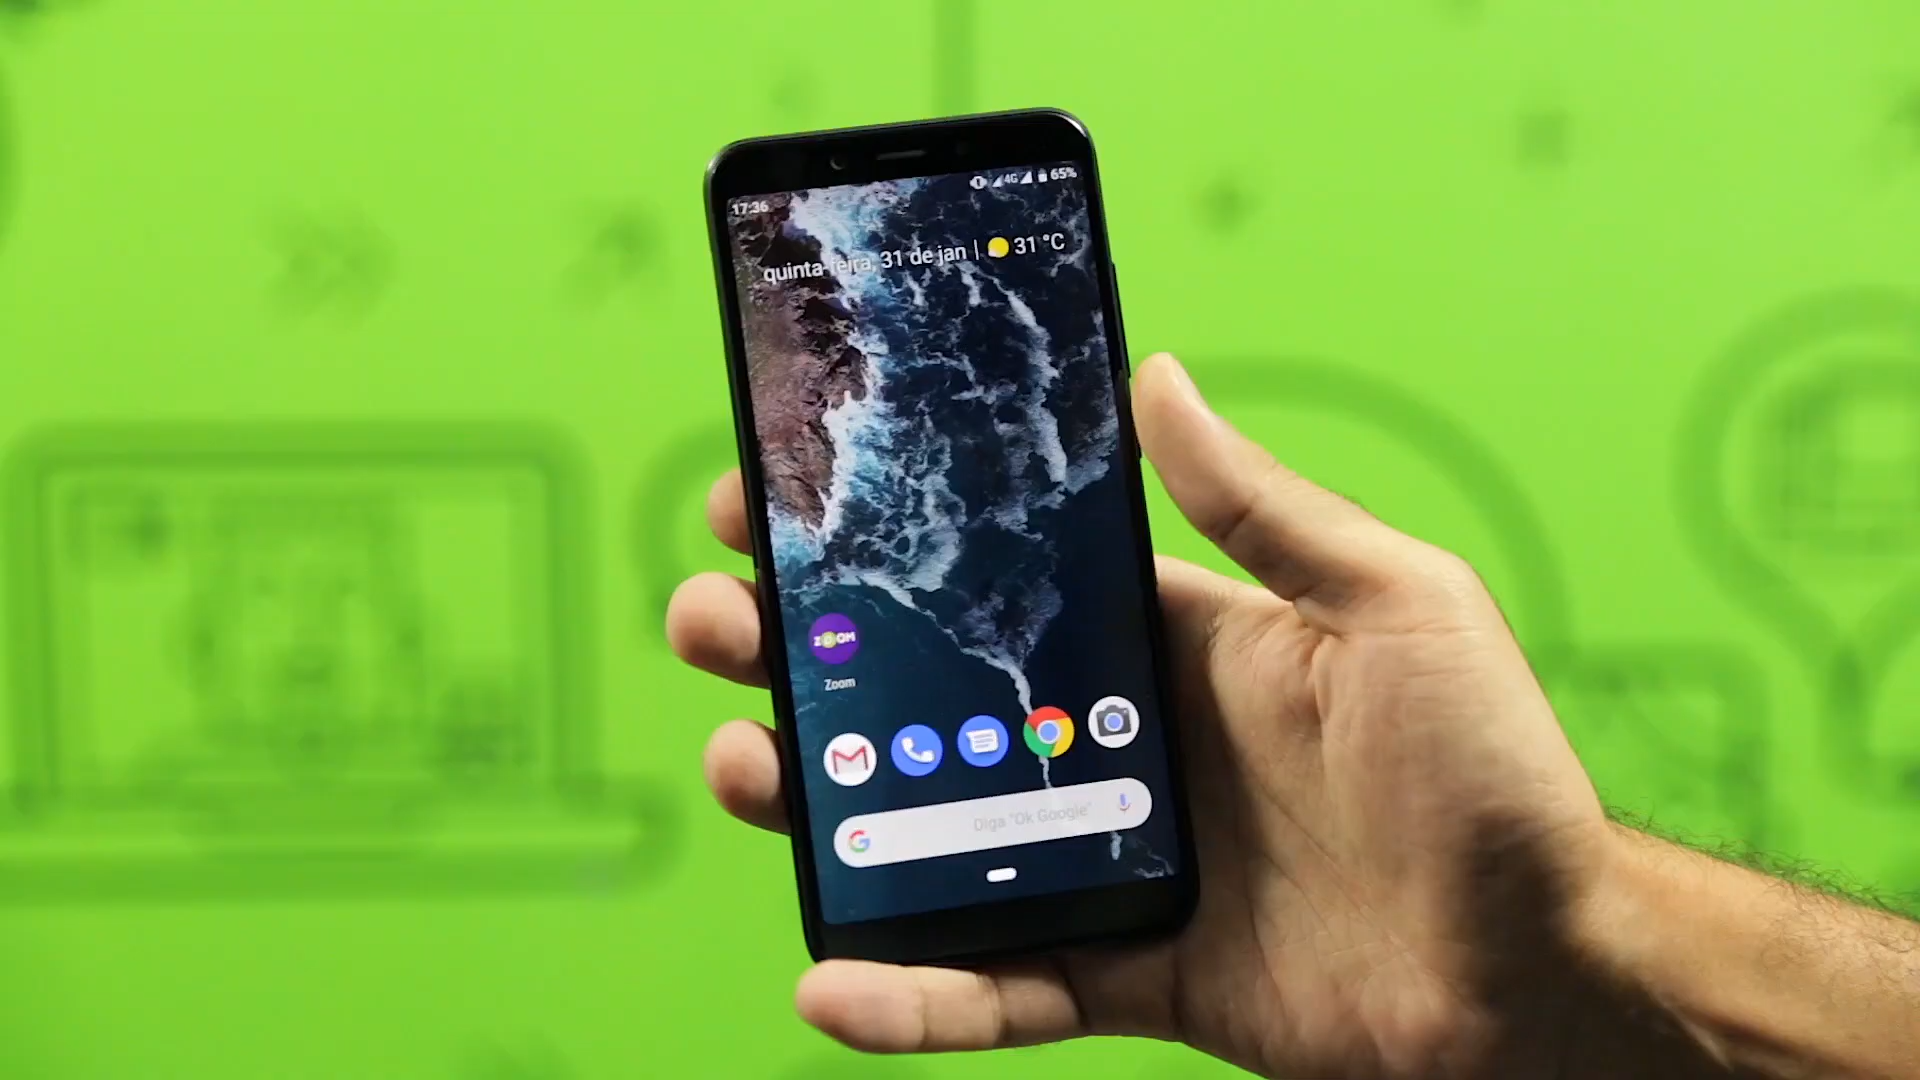 17:36
4G 65%
quinta-feira, 31 de jan | 31 °C
ZOOM
Zoom
Diga "Ok Google"